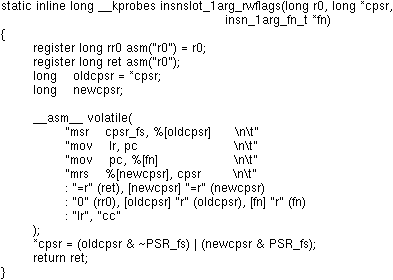 static inline long __kprobes insnslot_1arg_rwflags(long r0, long *cpsr,
insn_1arg_fn_t *fn)
{
register long rr0 asm("r0") = r0;
register long ret asm("r0");
long oldcpsr = *cpsr;
long newcpsr;
__asm__ volatile(
"msr cpsr_fs, %[oldcpsr] \n\t"
"mov lr, pc \n\t"
"mov pc, %[fn] \n\t"
"mrs %[newcpsr], cpsr \n\t"
: "=r" (ret), [newcpsr] "=r" (newcpsr)
: "0" (rr0), [oldcpsr] "r" (oldcpsr), [fn] "r" (fn)
: "lr", "cc"
);
*cpsr = (oldcpsr & ~PSR_fs) | (newcpsr & PSR_fs);
return ret;
}